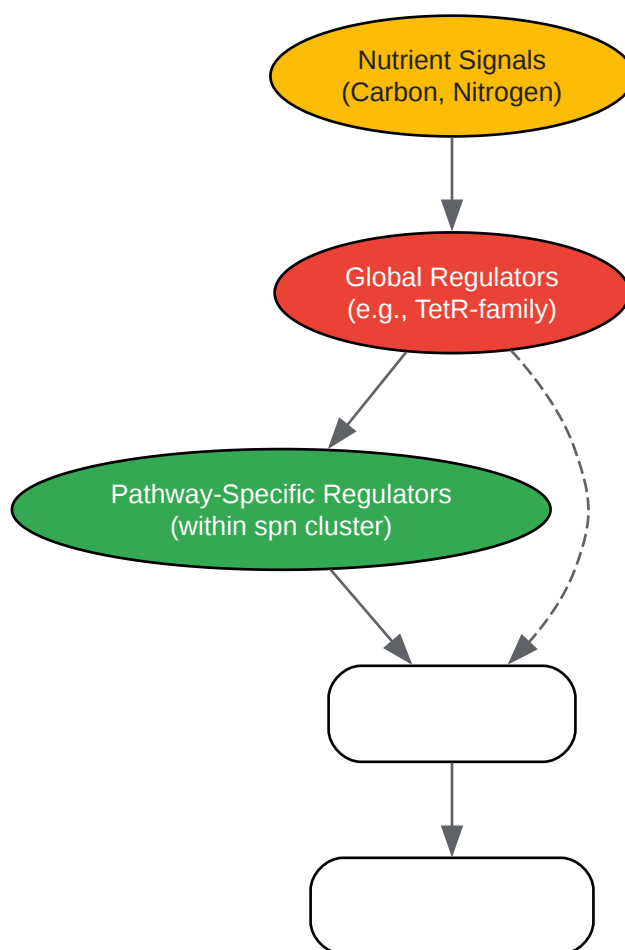 Nutrient Signals
(Carbon, Nitrogen)
Global Regulators
(e.g., TetR-family)
Pathway-Specific Regulators
(within spn cluster)